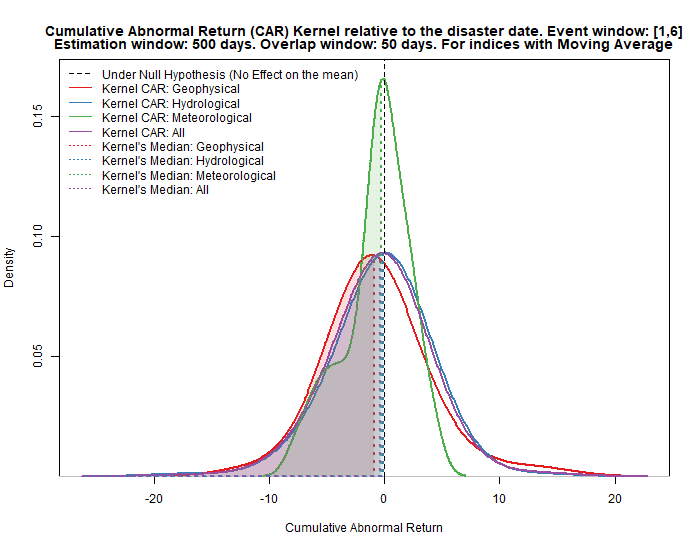 Cumulative Abnormal Return (CAR) Kernel relative to the disaster date. Event window: [1,6]
Estimation window: 500 days. Overlap window: 50 days. For indices with Moving Average
Under Null Hypothesis (No Effect on the mean)
Kernel CAR: Geophysical
Kernel CAR: Hydrological
Kernel CAR: Meteorological
Kernel CAR: All
Kernel's Median: Geophysical
Kernel's Median: Hydrological
Kernel's Median: Meteorological
Kernel's Median: All
0.15
0.10
0.05
Density
-20
-10
0
10
20
Cumulative Abnormal Return